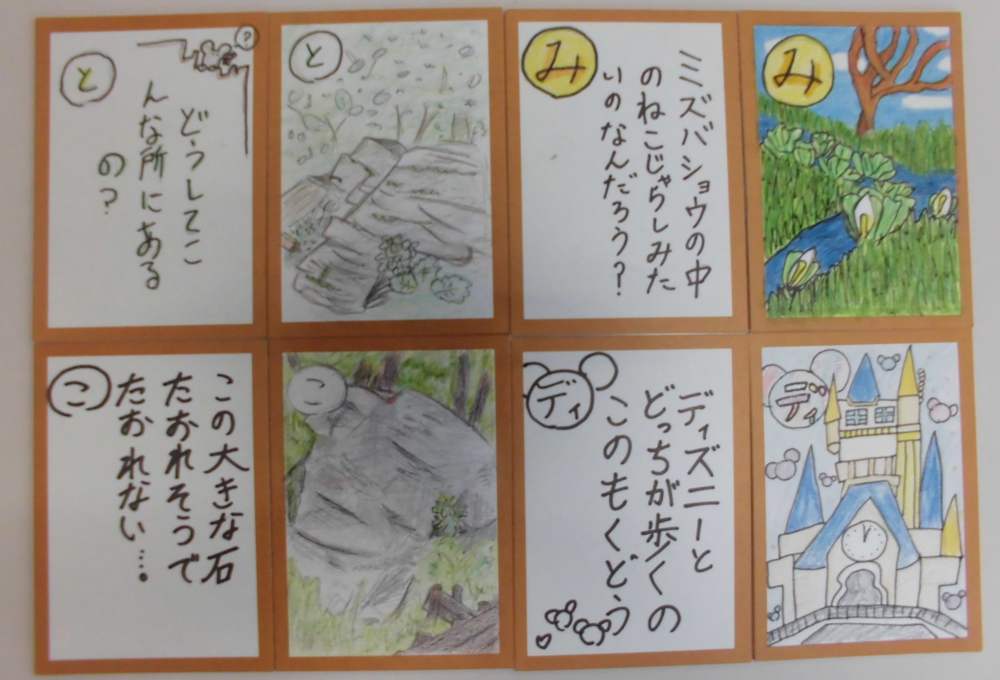 と
?
どうしてこ
んな所にある
の?
と
み
ミズバショウの中
のねこじゃらしみた
いのなんだろう?
み
こ
この大きな石
たおれそうで
たおれない…。
こ
ディ
ディズニーと
どっちが歩くの
このもくどう
ディ